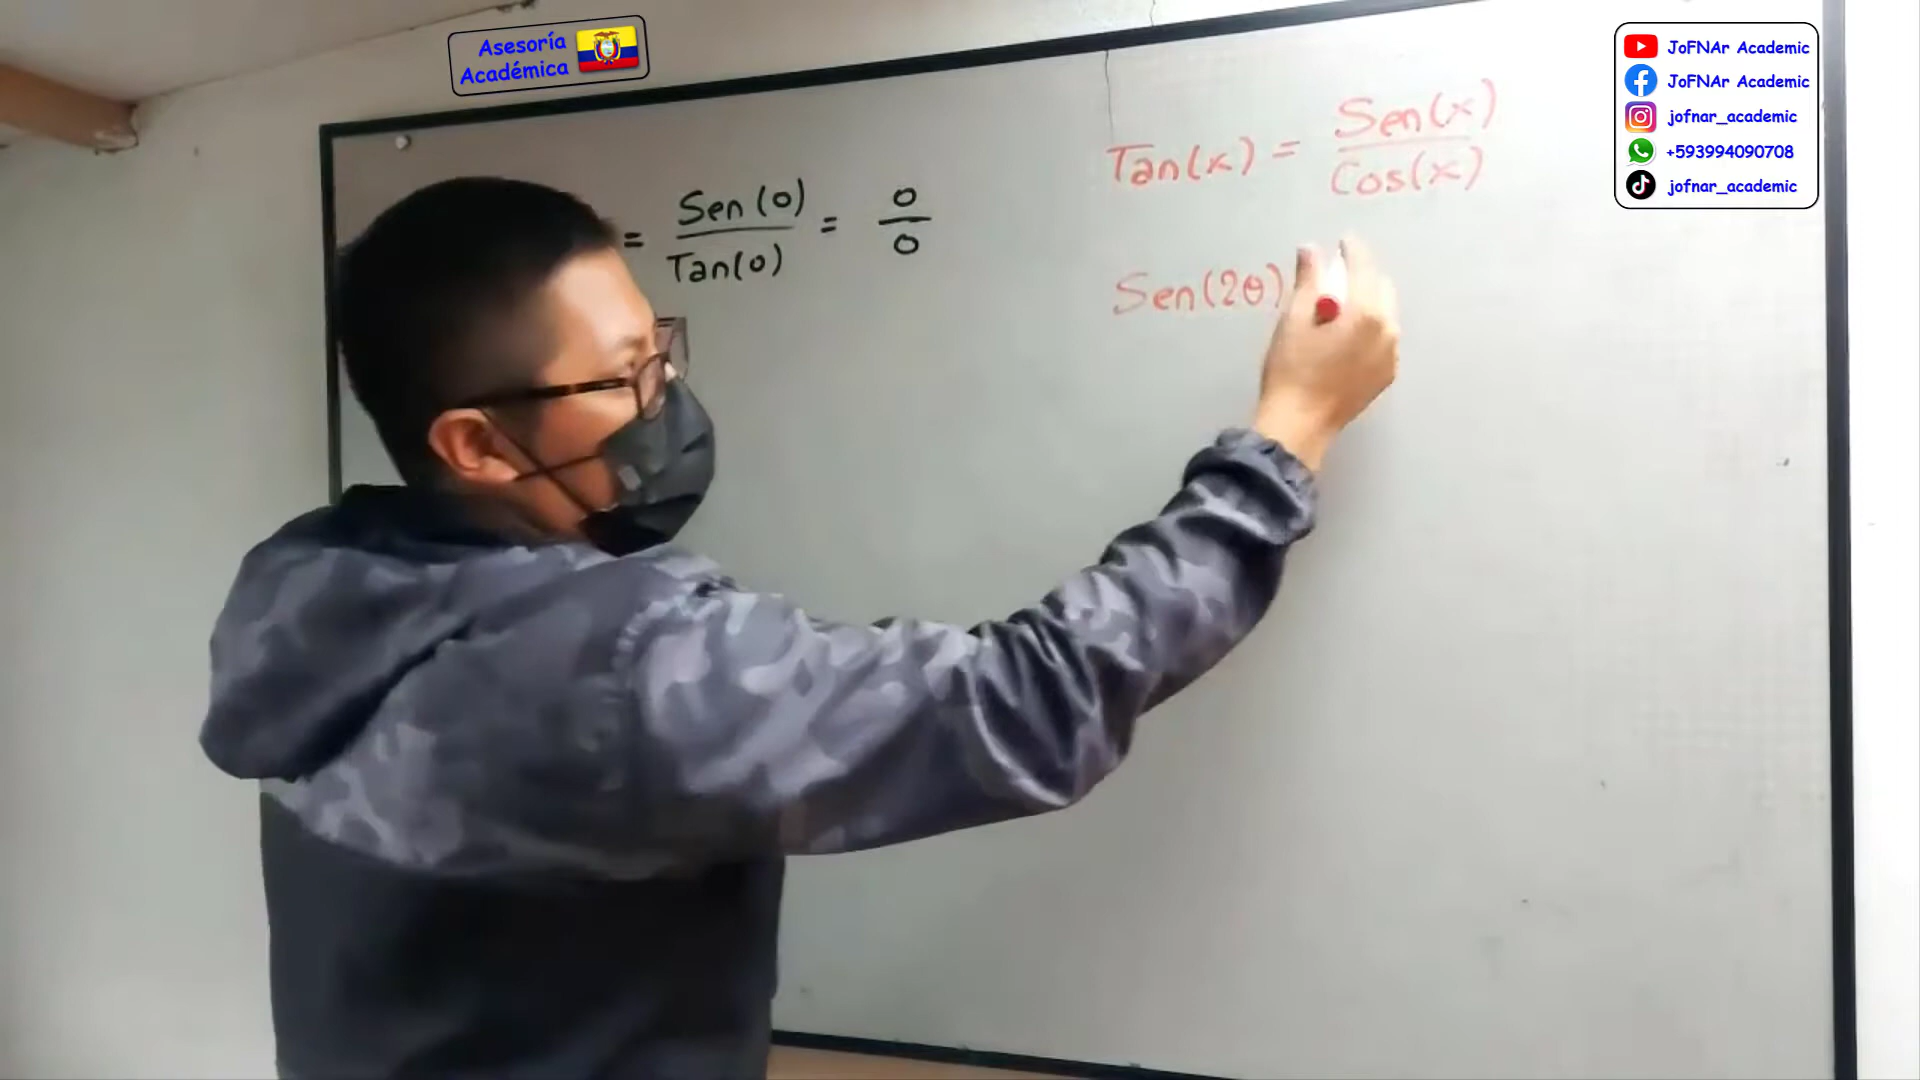 Asesoría
Académica
JoFNAr Academic
JoFNAr Academic
jofnar_academic
+593994090708
jofnar_academic
= Sen(0) / Tan(0) = 0 / 0
Tan(x) = Sen(x) / Cos(x)
Sen(2θ)